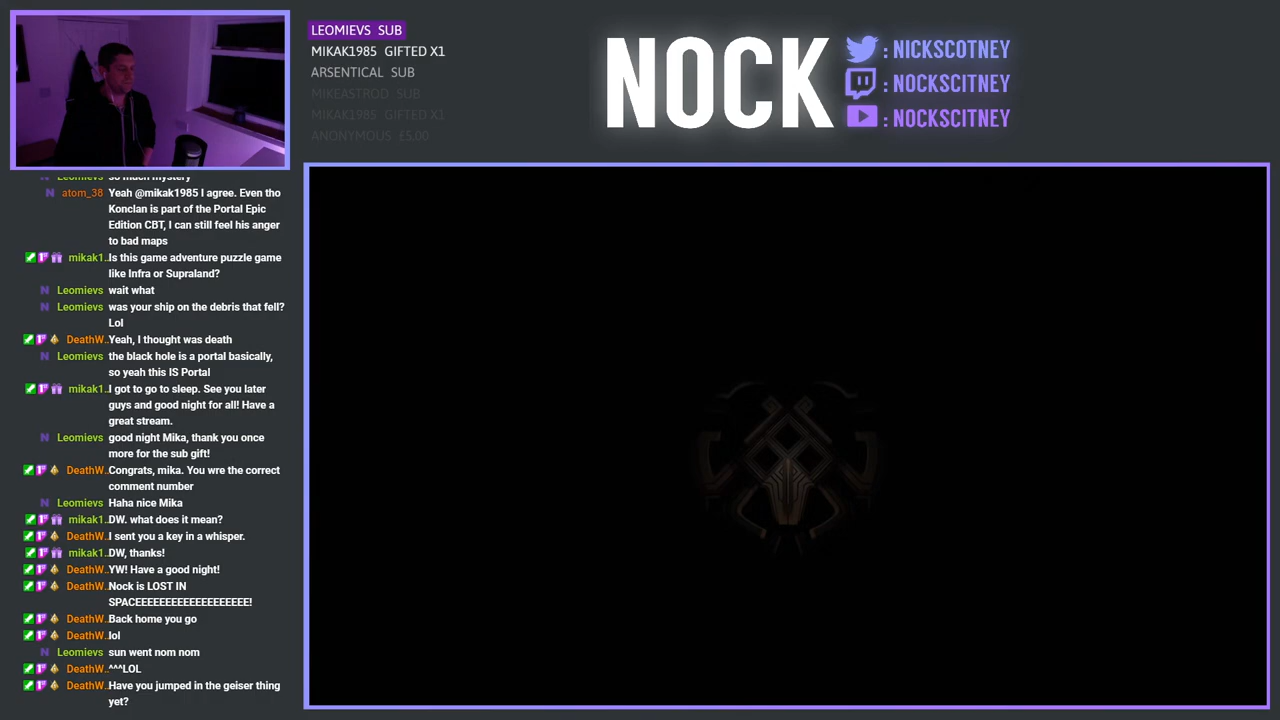 LEOMIEVS SUB
MIKAK1985 GIFTED X1
ARSENTICAL SUB
MIKEASTROD SUB
MIKAK1985 GIFTED X1
ANONYMOUS £5.00
NOCK
: NICKSCOTNEY
: NOCKSCITNEY
: NOCKSCITNEY
Leomievs so much mystery
atom_38 Yeah @mikak1985 I agree. Even tho
Konclan is part of the Portal Epic
Edition CBT, I can still feel his anger
to bad maps
mikak1.. Is this game adventure puzzle game
like Infra or Supraland?
Leomievs wait what
Leomievs was your ship on the debris that fell?
Lol
DeathW.. Yeah, I thought was death
Leomievs the black hole is a portal basically,
so yeah this IS Portal
mikak1.. I got to go to sleep. See you later
guys and good night for all! Have a
great stream.
Leomievs good night Mika, thank you once
more for the sub gift!
DeathW.. Congrats, mika. You wre the correct
comment number
Leomievs Haha nice Mika
mikak1.. DW. what does it mean?
DeathW.. I sent you a key in a whisper.
mikak1.. DW, thanks!
DeathW.. YW! Have a good night!
DeathW.. Nock is LOST IN
SPACEEEEEEEEEEEEEEEEEEE!
DeathW.. Back home you go
DeathW.. lol
Leomievs sun went nom nom
DeathW.. ^^^LOL
DeathW.. Have you jumped in the geiser thing
yet?